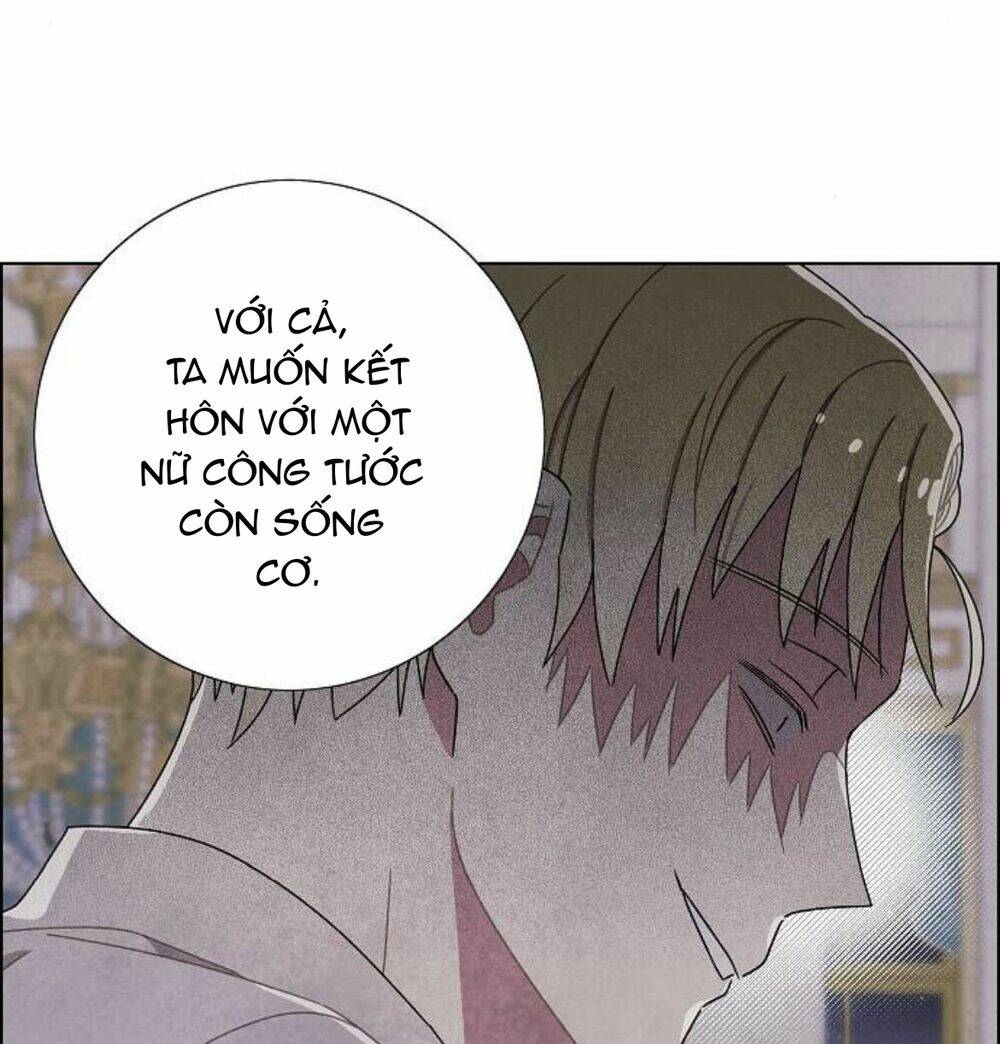 VỚI CẢ,
TA MUỐN KẾT
HÔN VỚI MỘT
NỮ CÔNG TƯỚC
CÒN SỐNG
CƠ.